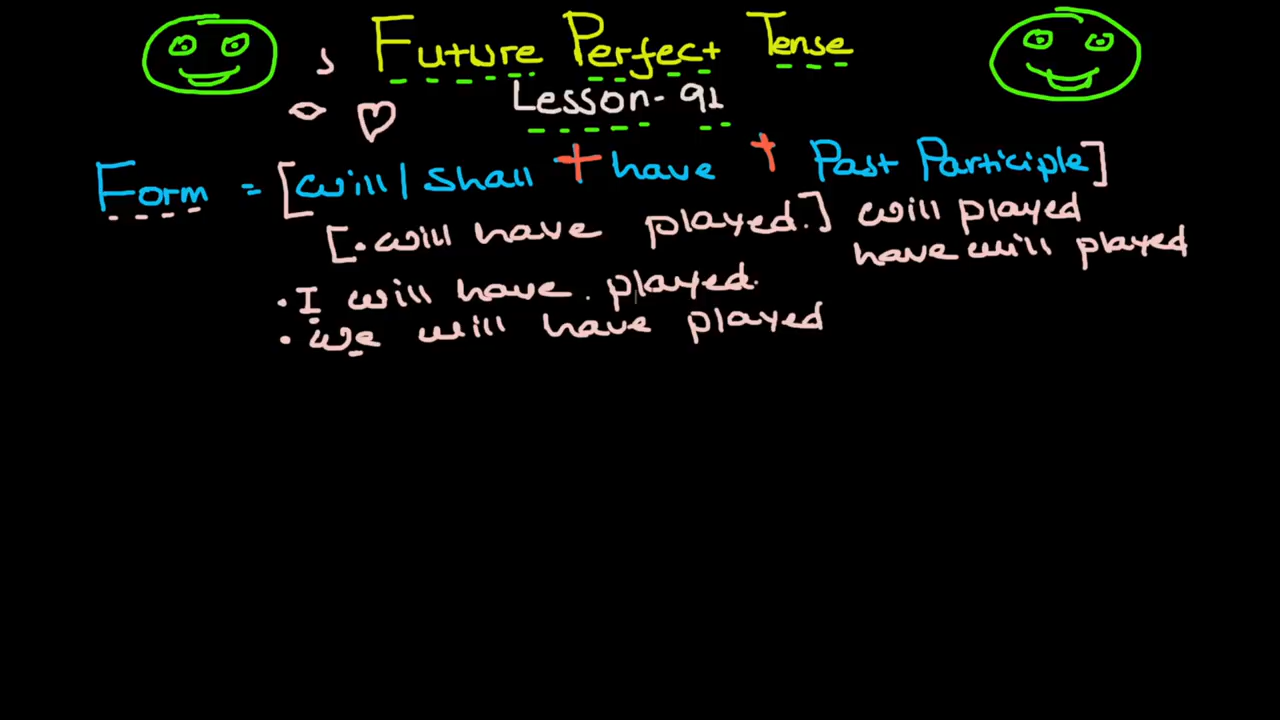 Future Perfect Tense
Lesson-91
Form = [will/shall + have + Past Participle]
[.will have played.] will played
have will played
. I will have. played.
. we will have played